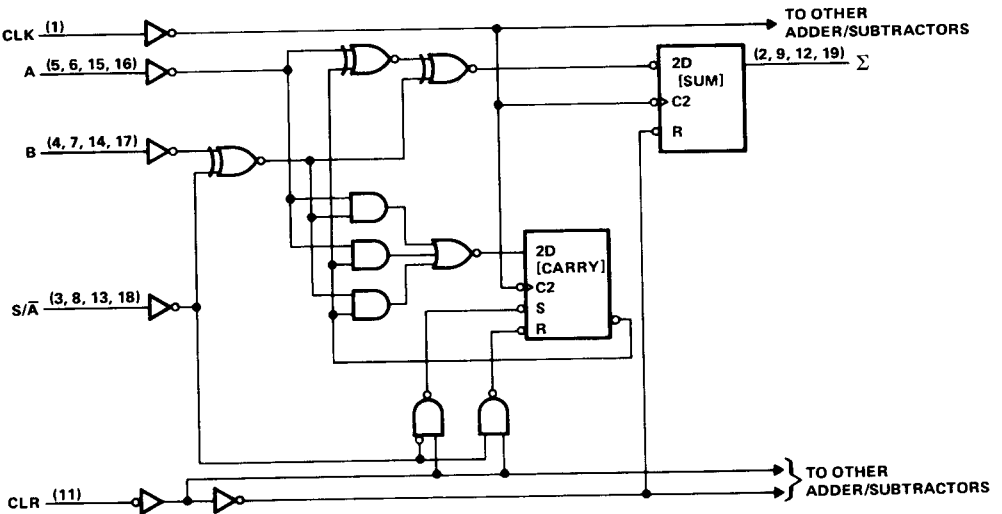 TO OTHER
ADDER/SUBTRACTORS
CLK (1)
A (5, 6, 15, 16)
2D
[SUM]
C2
R
(2, 9, 12, 19) Σ
B (4, 7, 14, 17)
2D
[CARRY]
C2
S
R
S/A̅ (3, 8, 13, 18)
CLR (11)
TO OTHER
ADDER/SUBTRACTORS